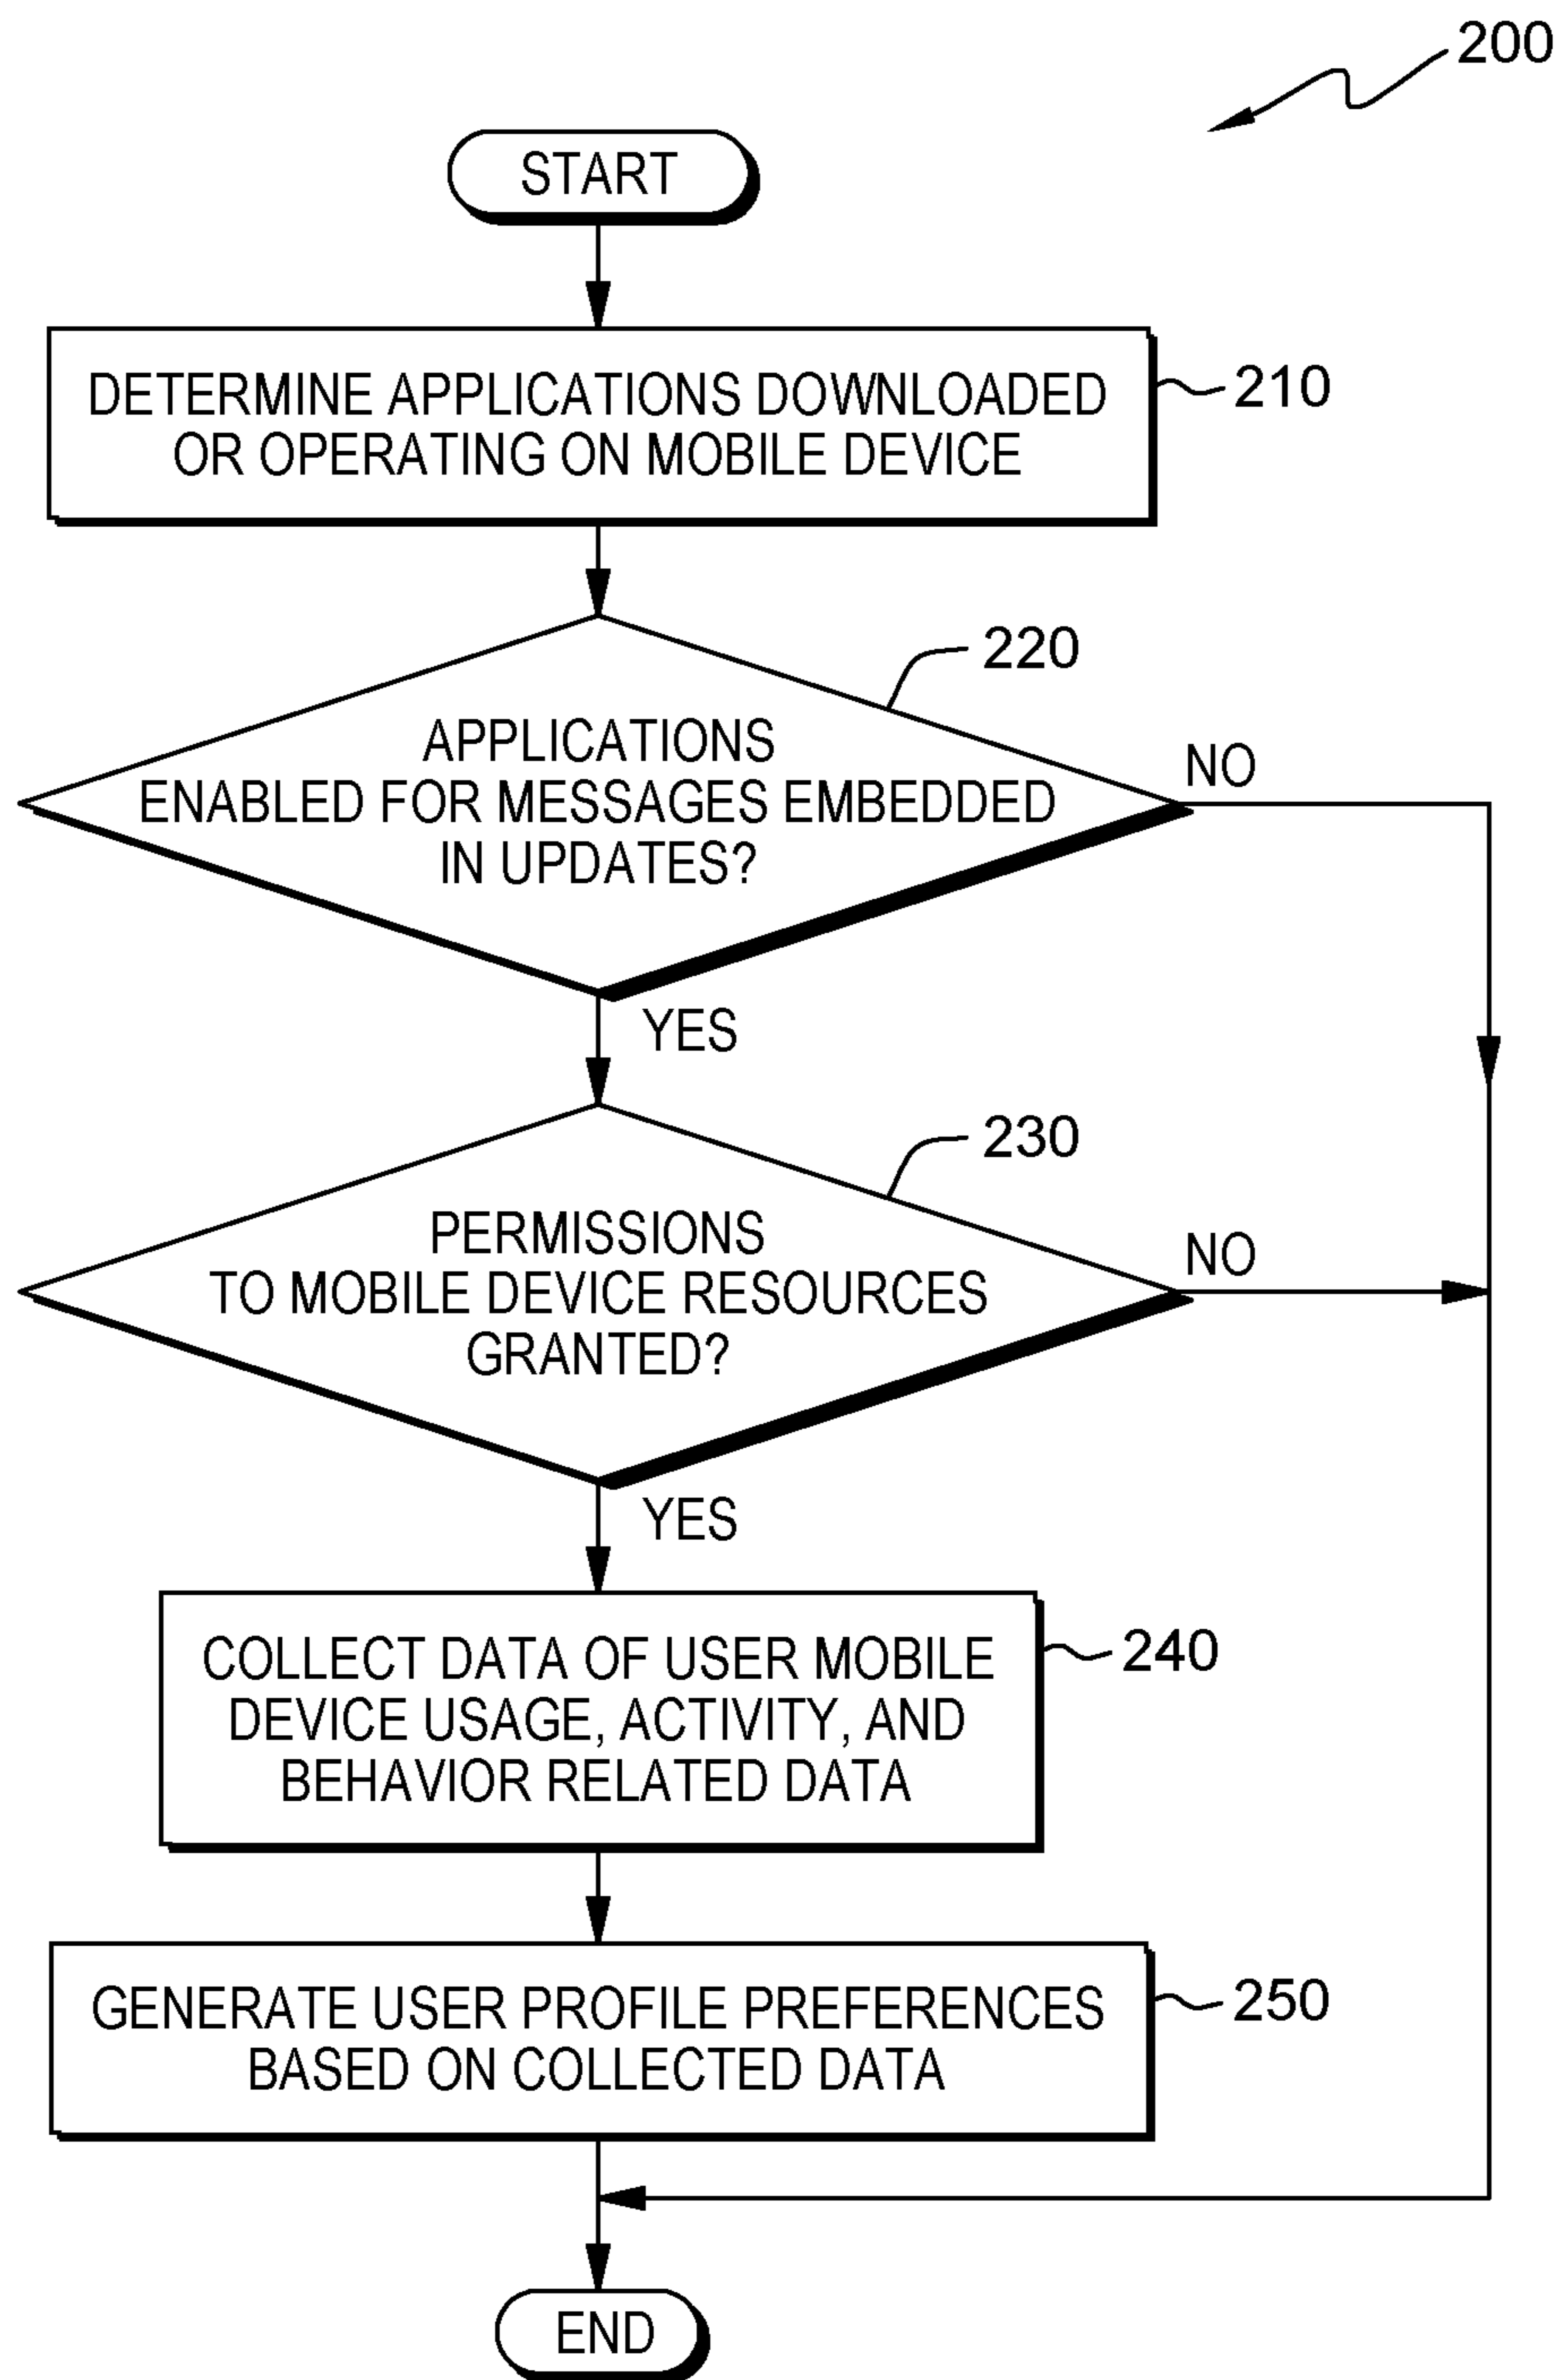 200
START
DETERMINE APPLICATIONS DOWNLOADED
OR OPERATING ON MOBILE DEVICE
210
220
APPLICATIONS
ENABLED FOR MESSAGES EMBEDDED
IN UPDATES?
NO
YES
230
PERMISSIONS
TO MOBILE DEVICE RESOURCES
GRANTED?
NO
YES
COLLECT DATA OF USER MOBILE
DEVICE USAGE, ACTIVITY, AND
BEHAVIOR RELATED DATA
240
GENERATE USER PROFILE PREFERENCES
BASED ON COLLECTED DATA
250
END